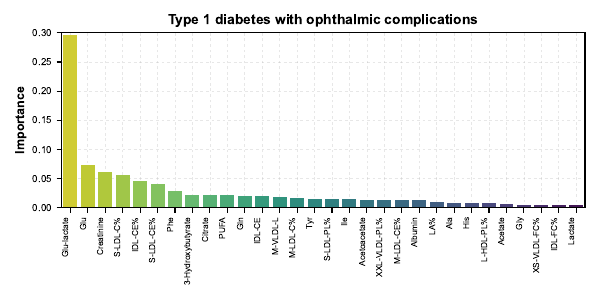 Type 1 diabetes with ophthalmic complications
Importance
0.30
0.25
0.20
0.15
0.10
0.05
0.00
Glu-lactate
Glu
Creatinine
S-LDL-C%
IDL-CE%
S-LDL-CE%
Phe
3-Hydroxybutyrate
Citrate
PUFA
Gln
IDL-CE
M-VLDL-L
M-LDL-C%
Tyr
S-LDL-PL%
Ile
Acetoacetate
XXL-VLDL-PL%
M-LDL-CE%
Albumin
LA%
Ala
His
L-HDL-PL%
Acetate
Gly
XS-VLDL-FC%
IDL-FC%
Lactate